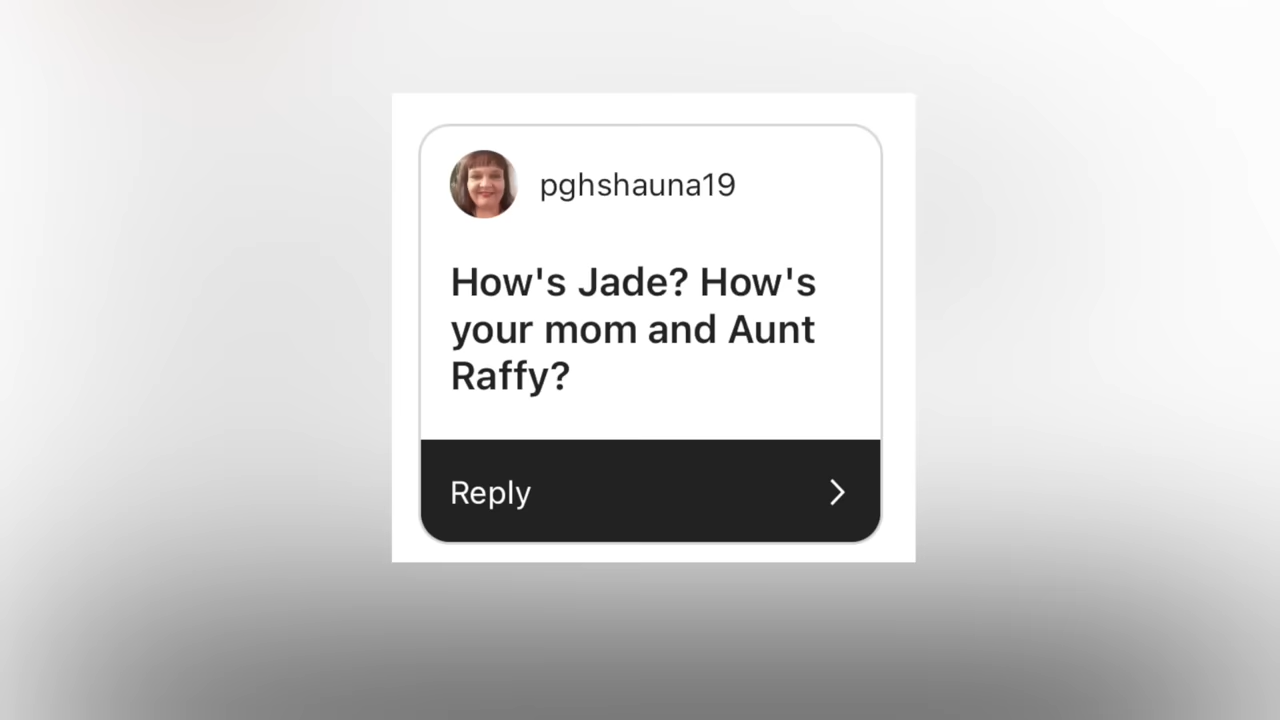 pghshauna19
How's Jade? How's
your mom and Aunt
Raffy?
Reply